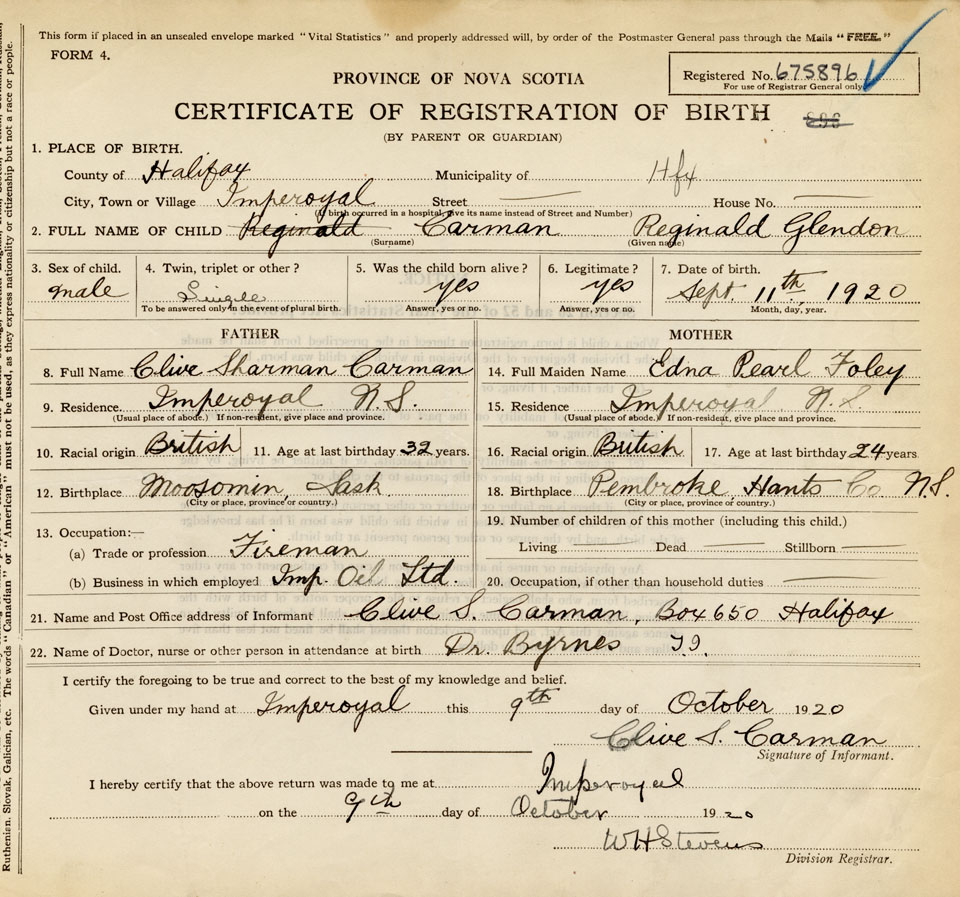 This form if placed in an unsealed envelope marked "Vital Statistics" and properly addressed will, by order of the Postmaster General pass through the Mails "FREE."
FORM 4.
PROVINCE OF NOVA SCOTIA
Registered No. 675896
For use of Registrar General only
CERTIFICATE OF REGISTRATION OF BIRTH
896
(BY PARENT OR GUARDIAN)
1. PLACE OF BIRTH.
County of Halifax Municipality of Hfx
City, Town or Village Imperoyal Street House No.
(If birth occurred in a hospital, give its name instead of Street and Number)
2. FULL NAME OF CHILD Reginald Carman Reginald Glendon
(Surname) (Given name)
3. Sex of child. 4. Twin, triplet or other? 5. Was the child born alive? 6. Legitimate? 7. Date of birth.
male Single yes yes Sept. 11th, 1920
To be answered only in the event of plural birth. Answer, yes or no. Answer, yes or no. Month, day, year.
FATHER MOTHER
8. Full Name Clive Sharman Carman 14. Full Maiden Name Edna Pearl Foley
9. Residence. Imperoyal N.S. 15. Residence Imperoyal N.S.
(Usual place of abode.) If non-resident, give place and province. (Usual place of abode.) If non-resident, give place and province.
10. Racial origin British 11. Age at last birthday 32 years. 16. Racial origin British 17. Age at last birthday 24 years
12. Birthplace Moosomin, Sask 18. Birthplace Pembroke, Hants Co N.S.
(City or place, province or country.) (City or place, province or country.)
13. Occupation:— 19. Number of children of this mother (including this child.)
(a) Trade or profession Fireman Living Dead Stillborn
(b) Business in which employed Imp. Oil Ltd. 20. Occupation, if other than household duties
21. Name and Post Office address of Informant Clive S. Carman, Box 650 Halifax
22. Name of Doctor, nurse or other person in attendance at birth Dr. Byrnes
I certify the foregoing to be true and correct to the best of my knowledge and belief.
Given under my hand at Imperoyal this 9th day of October 1920
Clive S. Carman
Signature of Informant.
I hereby certify that the above return was made to me at Imperoyal
on the 9th day of October 1920
WHStevens
Division Registrar.
Ruthenian, Slovak, Galician, etc. The words "Canadian" or "American" must not be used, as they express nationality or citizenship but not a race or people.